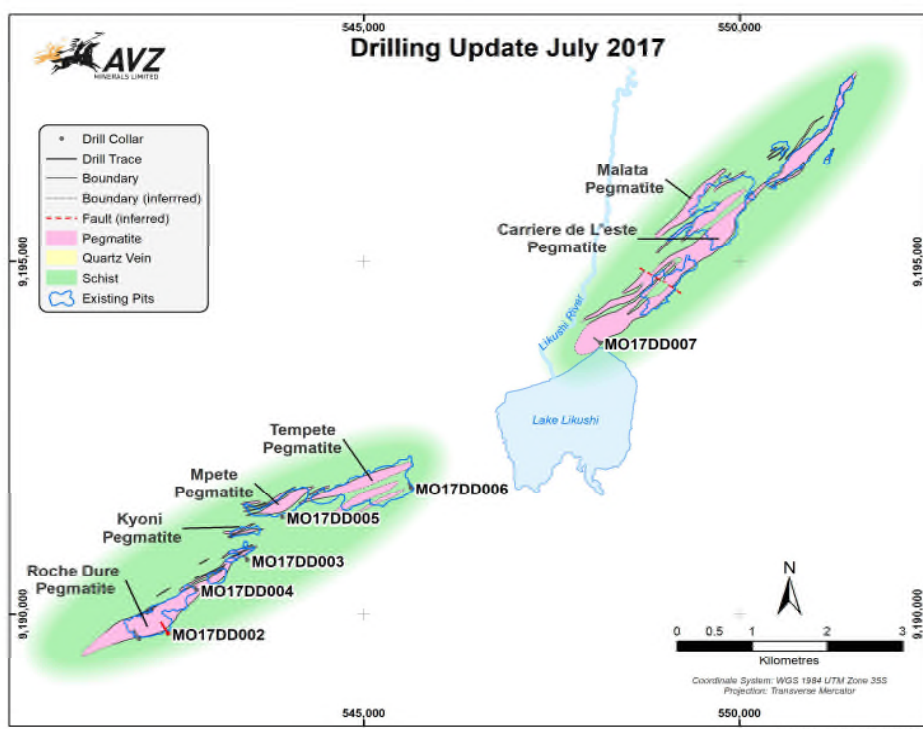 545,000
550,000
Drilling Update July 2017
AVZ
MINERALS LIMITED
Drill Collar
Drill Trace
Boundary
Boundary (inferrred)
Fault (inferred)
Pegmatite
Quartz Vein
Schist
Existing Pits
Malata
Pegmatite
Carriere de L'este
Pegmatite
9,195,000
9,195,000
Likushi River
MO17DD007
Lake Likushi
Tempete
Pegmatite
Mpete
Pegmatite
MO17DD006
Kyoni
Pegmatite
MO17DD005
MO17DD003
Roche Dure
Pegmatite
MO17DD004
MO17DD002
9,190,000
9,190,000
N
0 0.5 1 2 3
Kilometres
Coordinale System: WGS 1984 UTM Zone 35S
Projection: Transverse Mercator
545,000
550,000